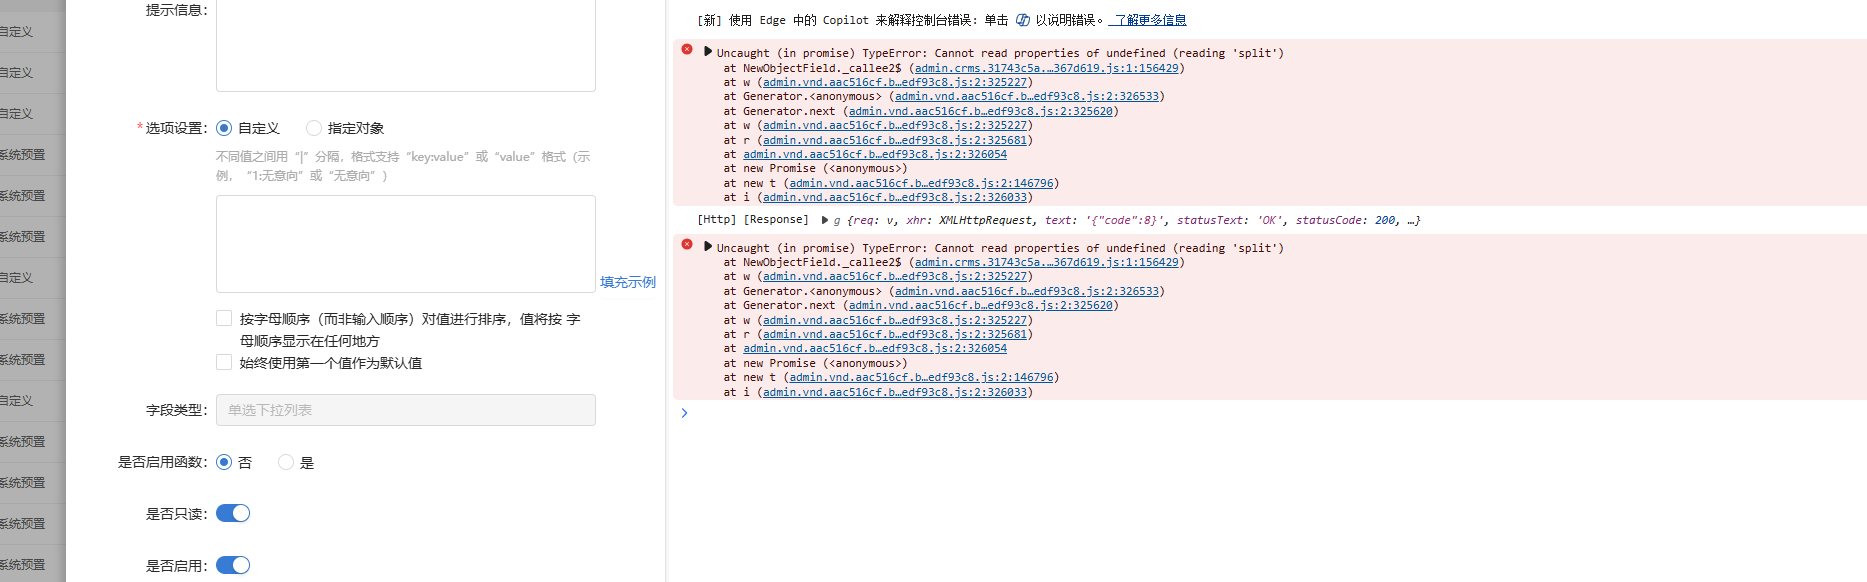 自定义
自定义
自定义
系统预置
系统预置
系统预置
自定义
系统预置
系统预置
自定义
系统预置
系统预置
系统预置
系统预置
提示信息：
*选项设置： 自定义 指定对象
不同值之间用“|”分隔，格式支持“key:value”或“value”格式（示
例，“1:无意向”或“无意向”）
填充示例
按字母顺序（而非输入顺序）对值进行排序，值将按 字
母顺序显示在任何地方
始终使用第一个值作为默认值
字段类型： 单选下拉列表
是否启用函数： 否 是
是否只读：
是否启用：
[新] 使用 Edge 中的 Copilot 来解释控制台错误: 单击 以说明错误。 了解更多信息
Uncaught (in promise) TypeError: Cannot read properties of undefined (reading 'split')
at NewObjectField._callee2$ (admin.crms.31743c5a.…367d619.js:1:156429)
at w (admin.vnd.aac516cf.b…edf93c8.js:2:325227)
at Generator.<anonymous> (admin.vnd.aac516cf.b…edf93c8.js:2:326533)
at Generator.next (admin.vnd.aac516cf.b…edf93c8.js:2:325620)
at w (admin.vnd.aac516cf.b…edf93c8.js:2:325227)
at r (admin.vnd.aac516cf.b…edf93c8.js:2:325681)
at admin.vnd.aac516cf.b…edf93c8.js:2:326054
at new Promise (<anonymous>)
at new t (admin.vnd.aac516cf.b…edf93c8.js:2:146796)
at i (admin.vnd.aac516cf.b…edf93c8.js:2:326033)
[Http] [Response] g {req: v, xhr: XMLHttpRequest, text: '{"code":8}', statusText: 'OK', statusCode: 200, …}
Uncaught (in promise) TypeError: Cannot read properties of undefined (reading 'split')
at NewObjectField._callee2$ (admin.crms.31743c5a.…367d619.js:1:156429)
at w (admin.vnd.aac516cf.b…edf93c8.js:2:325227)
at Generator.<anonymous> (admin.vnd.aac516cf.b…edf93c8.js:2:326533)
at Generator.next (admin.vnd.aac516cf.b…edf93c8.js:2:325620)
at w (admin.vnd.aac516cf.b…edf93c8.js:2:325227)
at r (admin.vnd.aac516cf.b…edf93c8.js:2:325681)
at admin.vnd.aac516cf.b…edf93c8.js:2:326054
at new Promise (<anonymous>)
at new t (admin.vnd.aac516cf.b…edf93c8.js:2:146796)
at i (admin.vnd.aac516cf.b…edf93c8.js:2:326033)